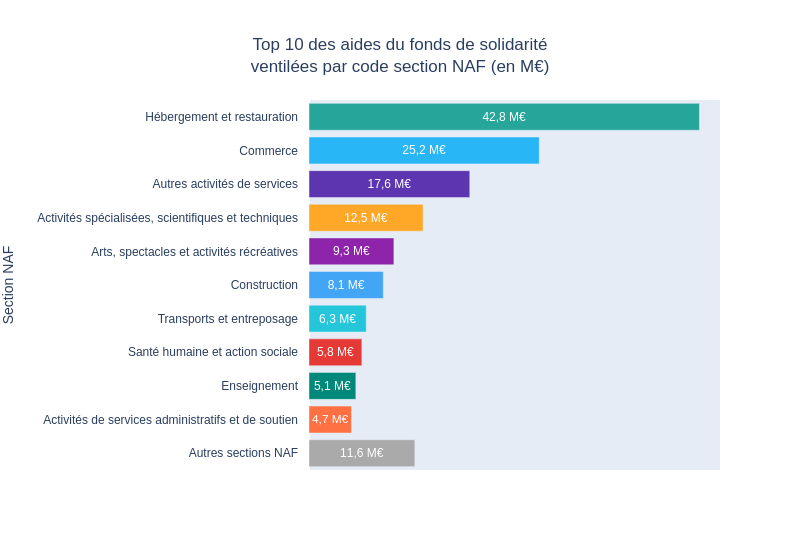 Top 10 des aides du fonds de solidarité
ventilées par code section NAF (en M€)
Section NAF
Hébergement et restauration 42,8 M€
Commerce 25,2 M€
Autres activités de services 17,6 M€
Activités spécialisées, scientifiques et techniques 12,5 M€
Arts, spectacles et activités récréatives 9,3 M€
Construction 8,1 M€
Transports et entreposage 6,3 M€
Santé humaine et action sociale 5,8 M€
Enseignement 5,1 M€
Activités de services administratifs et de soutien 4,7 M€
Autres sections NAF 11,6 M€